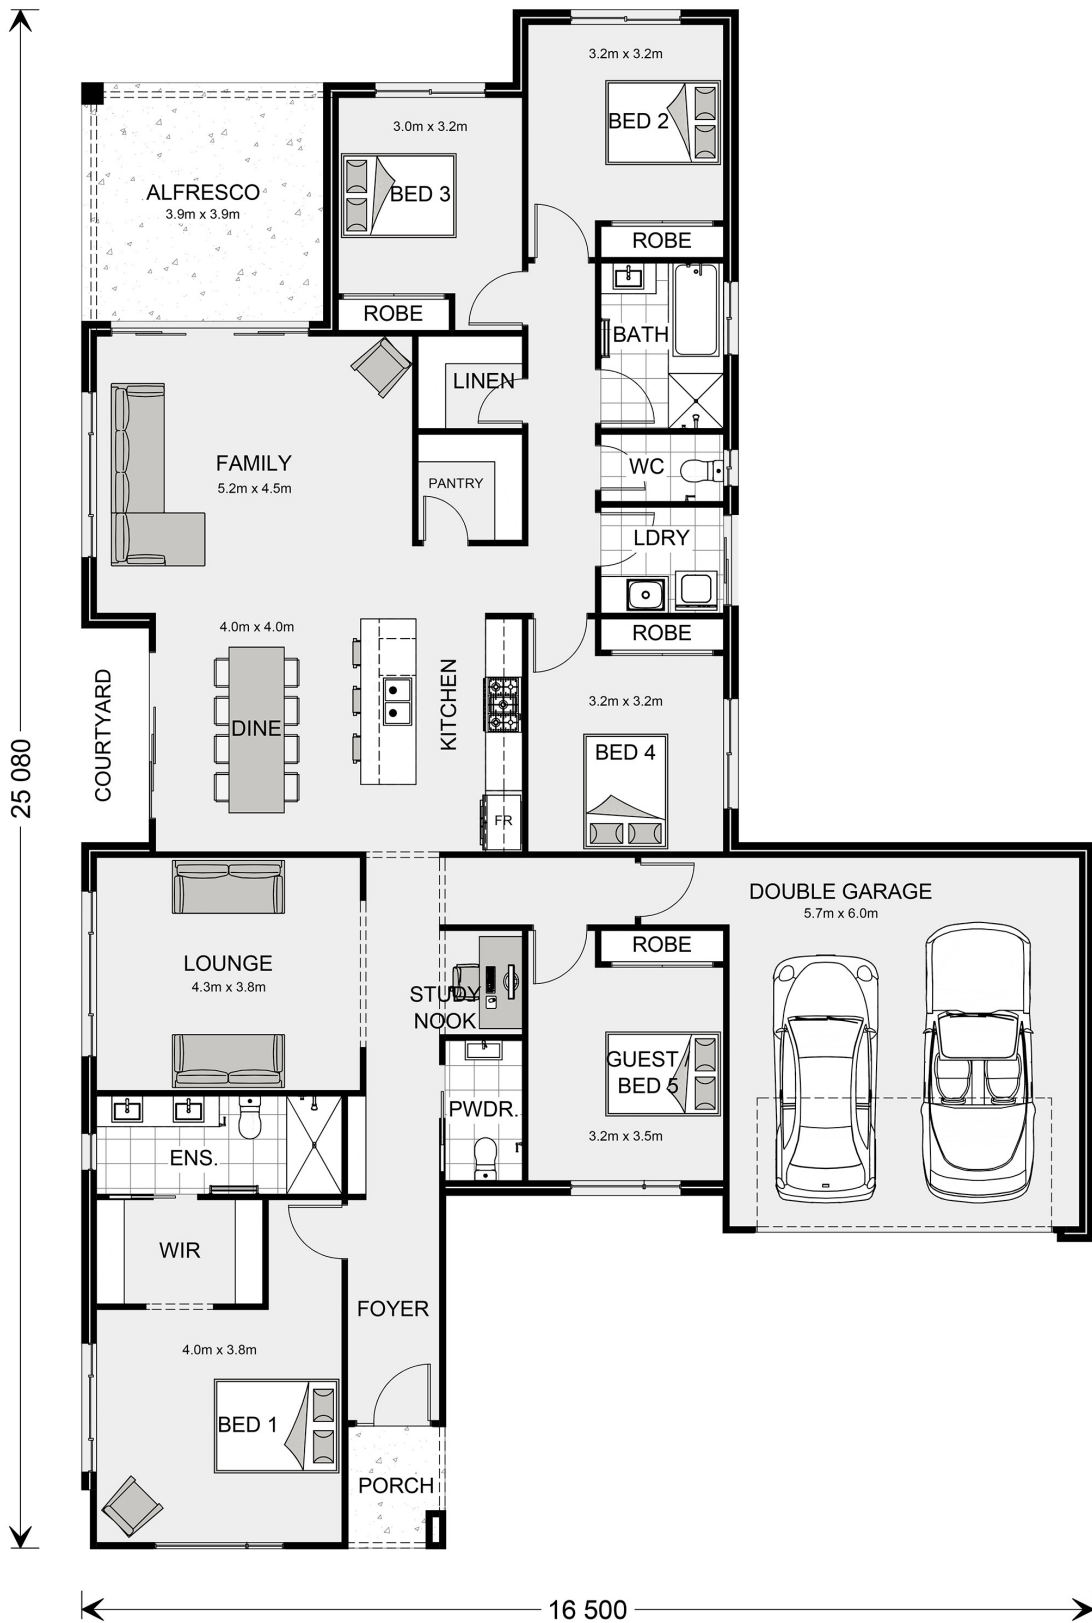 3.2m x 3.2m
BED 2
3.0m x 3.2m
BED 3
ALFRESCO
3.9m x 3.9m
ROBE
ROBE
BATH
LINEN
FAMILY
5.2m x 4.5m
PANTRY
WC
LDRY
4.0m x 4.0m
ROBE
COURTYARD
DINE
KITCHEN
3.2m x 3.2m
BED 4
FR
25 080
DOUBLE GARAGE
5.7m x 6.0m
ROBE
LOUNGE
4.3m x 3.8m
STUDY
NOOK
GUEST /
BED 5
3.2m x 3.5m
PWDR.
ENS.
WIR
FOYER
4.0m x 3.8m
BED 1
PORCH
16 500